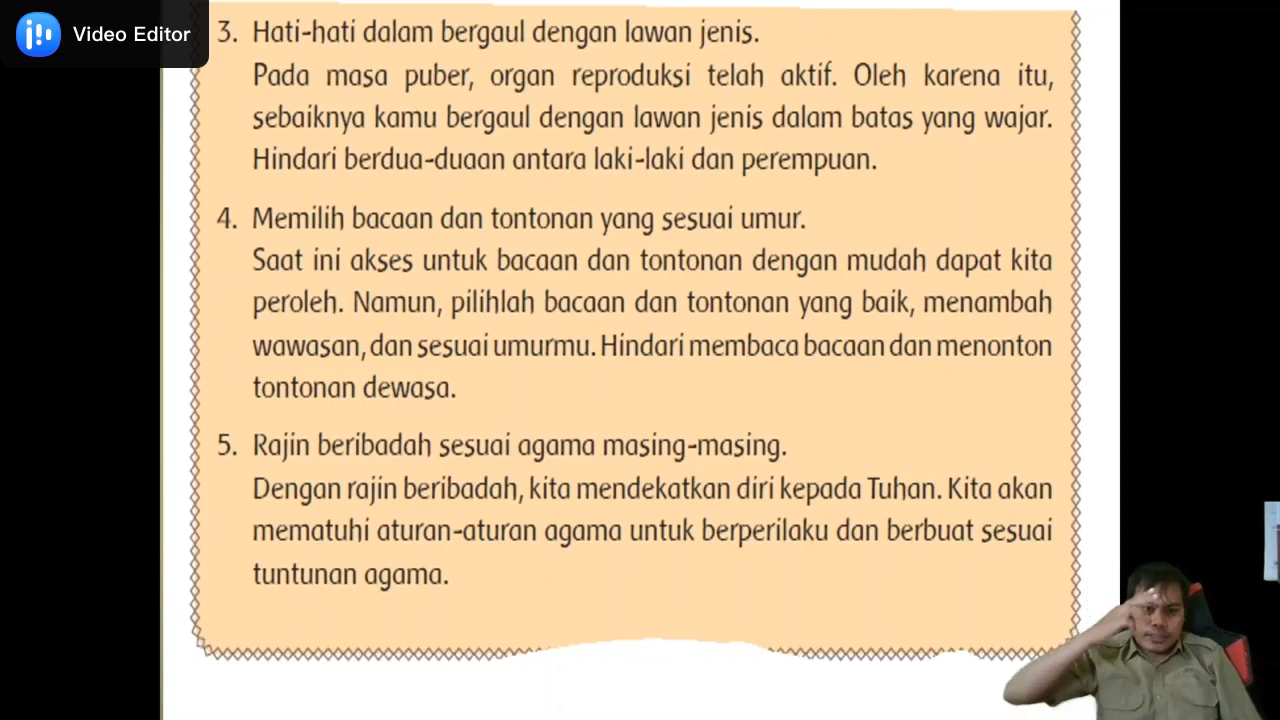 Video Editor
3. Hati-hati dalam bergaul dengan lawan jenis.
Pada masa puber, organ reproduksi telah aktif. Oleh karena itu,
sebaiknya kamu bergaul dengan lawan jenis dalam batas yang wajar.
Hindari berdua-duaan antara laki-laki dan perempuan.
4. Memilih bacaan dan tontonan yang sesuai umur.
Saat ini akses untuk bacaan dan tontonan dengan mudah dapat kita
peroleh. Namun, pilihlah bacaan dan tontonan yang baik, menambah
wawasan, dan sesuai umurmu. Hindari membaca bacaan dan menonton
tontonan dewasa.
5. Rajin beribadah sesuai agama masing-masing.
Dengan rajin beribadah, kita mendekatkan diri kepada Tuhan. Kita akan
mematuhi aturan-aturan agama untuk berperilaku dan berbuat sesuai
tuntunan agama.